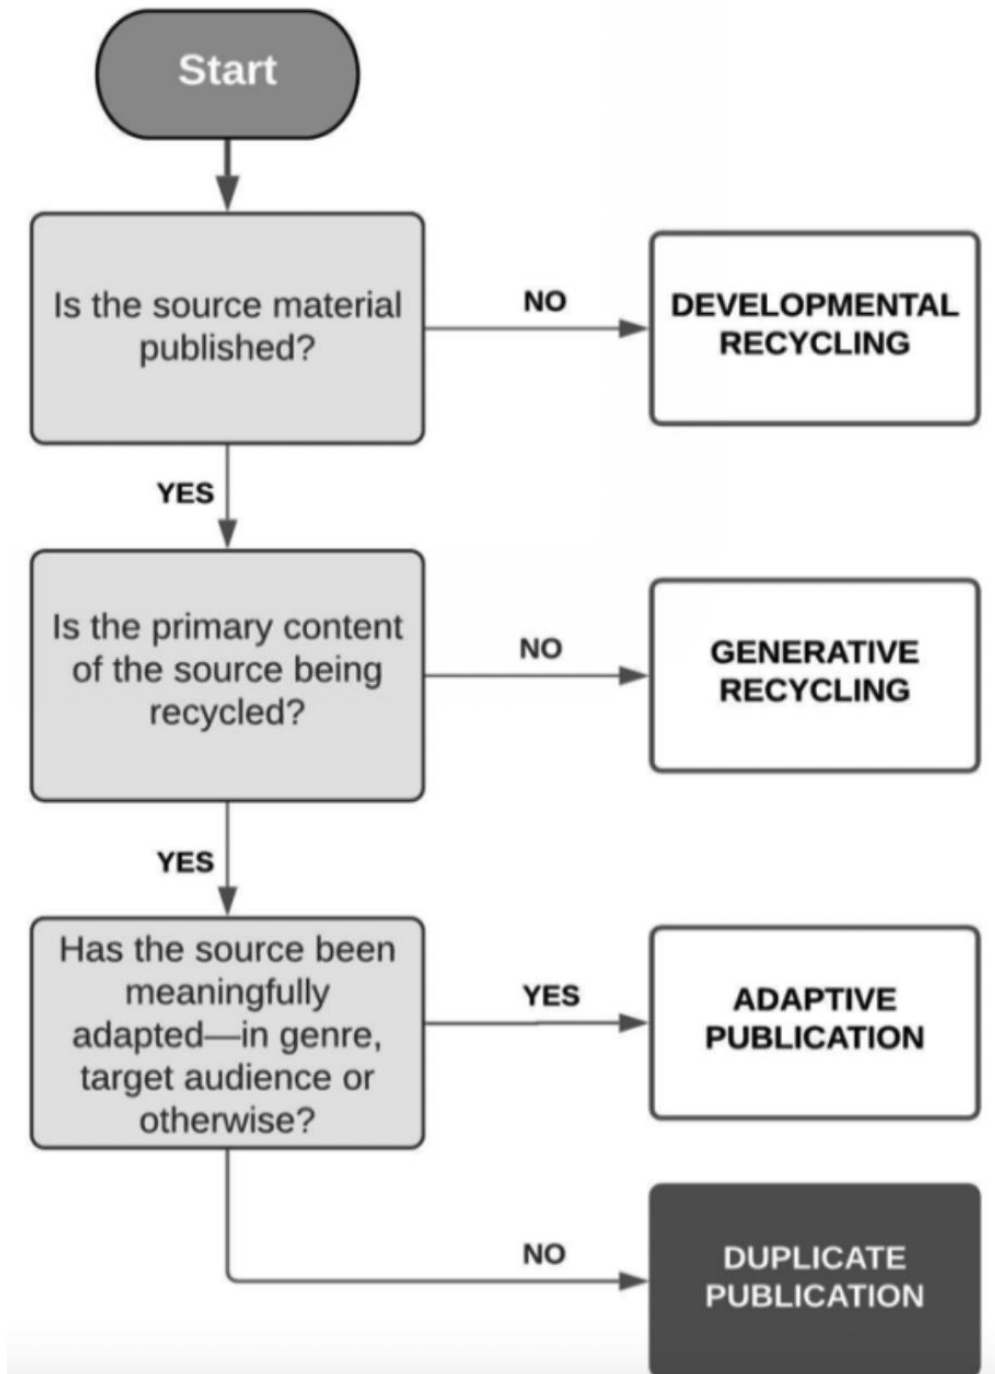 Start
Is the source material
published?
NO
DEVELOPMENTAL
RECYCLING
YES
Is the primary content
of the source being
recycled?
NO
GENERATIVE
RECYCLING
YES
Has the source been
meaningfully
adapted—in genre,
target audience or
otherwise?
YES
ADAPTIVE
PUBLICATION
NO
DUPLICATE
PUBLICATION